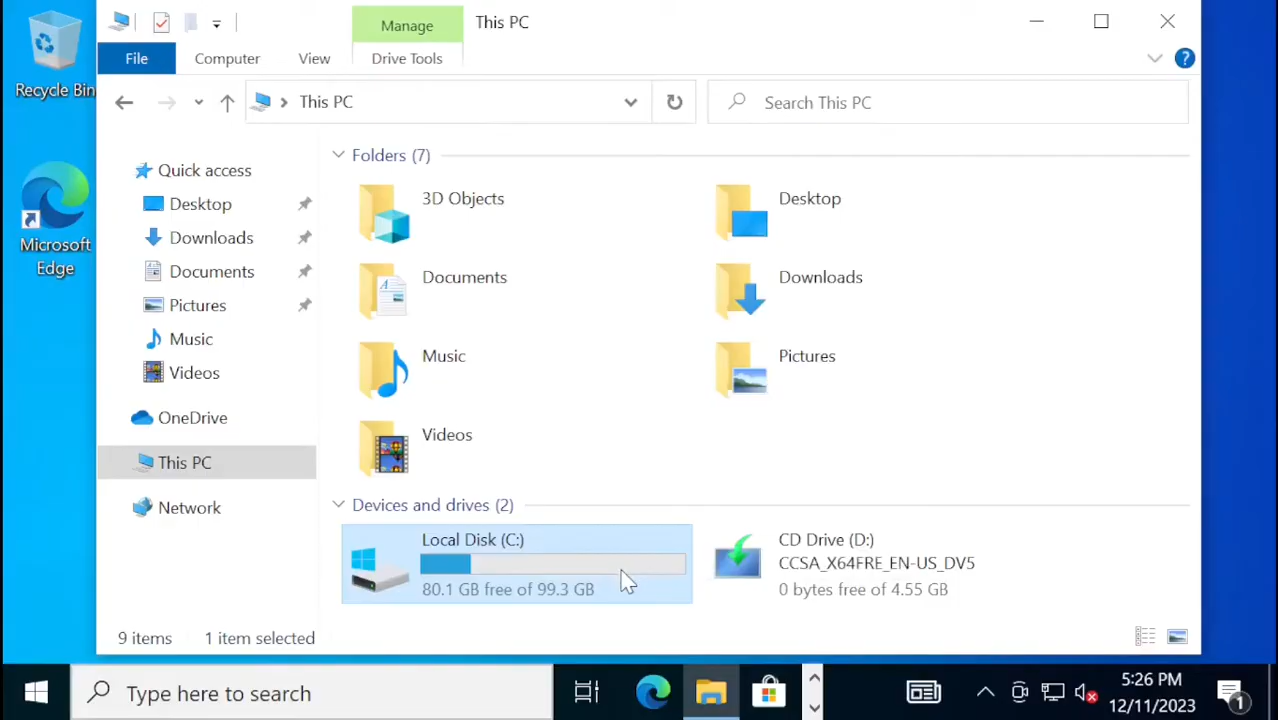 Recycle Bin
Microsoft
Edge
Manage
This PC
File
Computer
View
Drive Tools
This PC
Search This PC
Quick access
Desktop
Downloads
Documents
Pictures
Music
Videos
OneDrive
This PC
Network
Folders (7)
3D Objects
Desktop
Documents
Downloads
Music
Pictures
Videos
Devices and drives (2)
Local Disk (C:)
80.1 GB free of 99.3 GB
CD Drive (D:)
CCSA_X64FRE_EN-US_DV5
0 bytes free of 4.55 GB
9 items
1 item selected
Type here to search
5:26 PM
12/11/2023
1